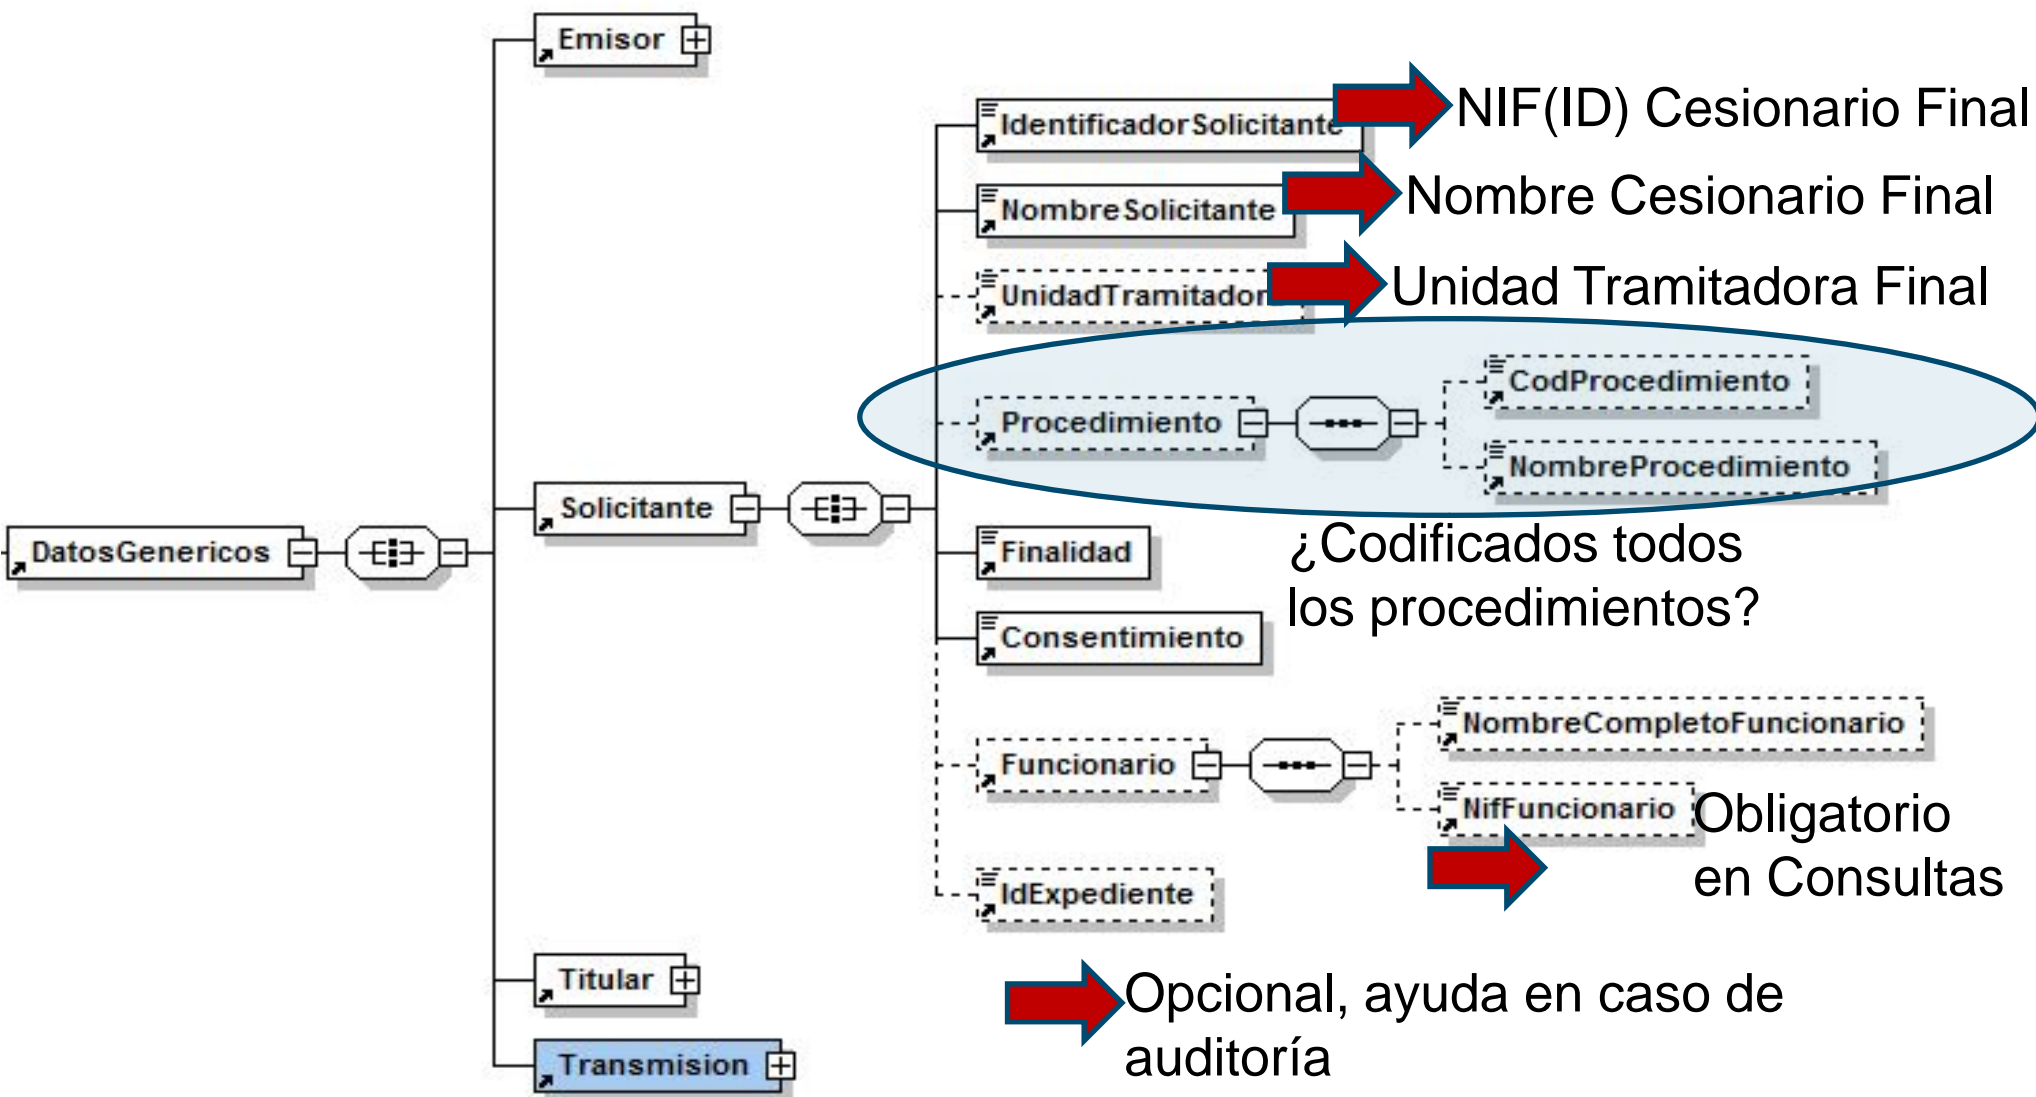 Emisor
IdentificadorSolicitante
NIF(ID) Cesionario Final
NombreSolicitante
Nombre Cesionario Final
UnidadTramitador
Unidad Tramitadora Final
CodProcedimiento
Procedimiento
NombreProcedimiento
Solicitante
DatosGenericos
Finalidad
¿Codificados todos
los procedimientos?
Consentimiento
NombreCompletoFuncionario
Funcionario
NifFuncionario
Obligatorio
en Consultas
IdExpediente
Titular
Opcional, ayuda en caso de
auditoría
Transmision